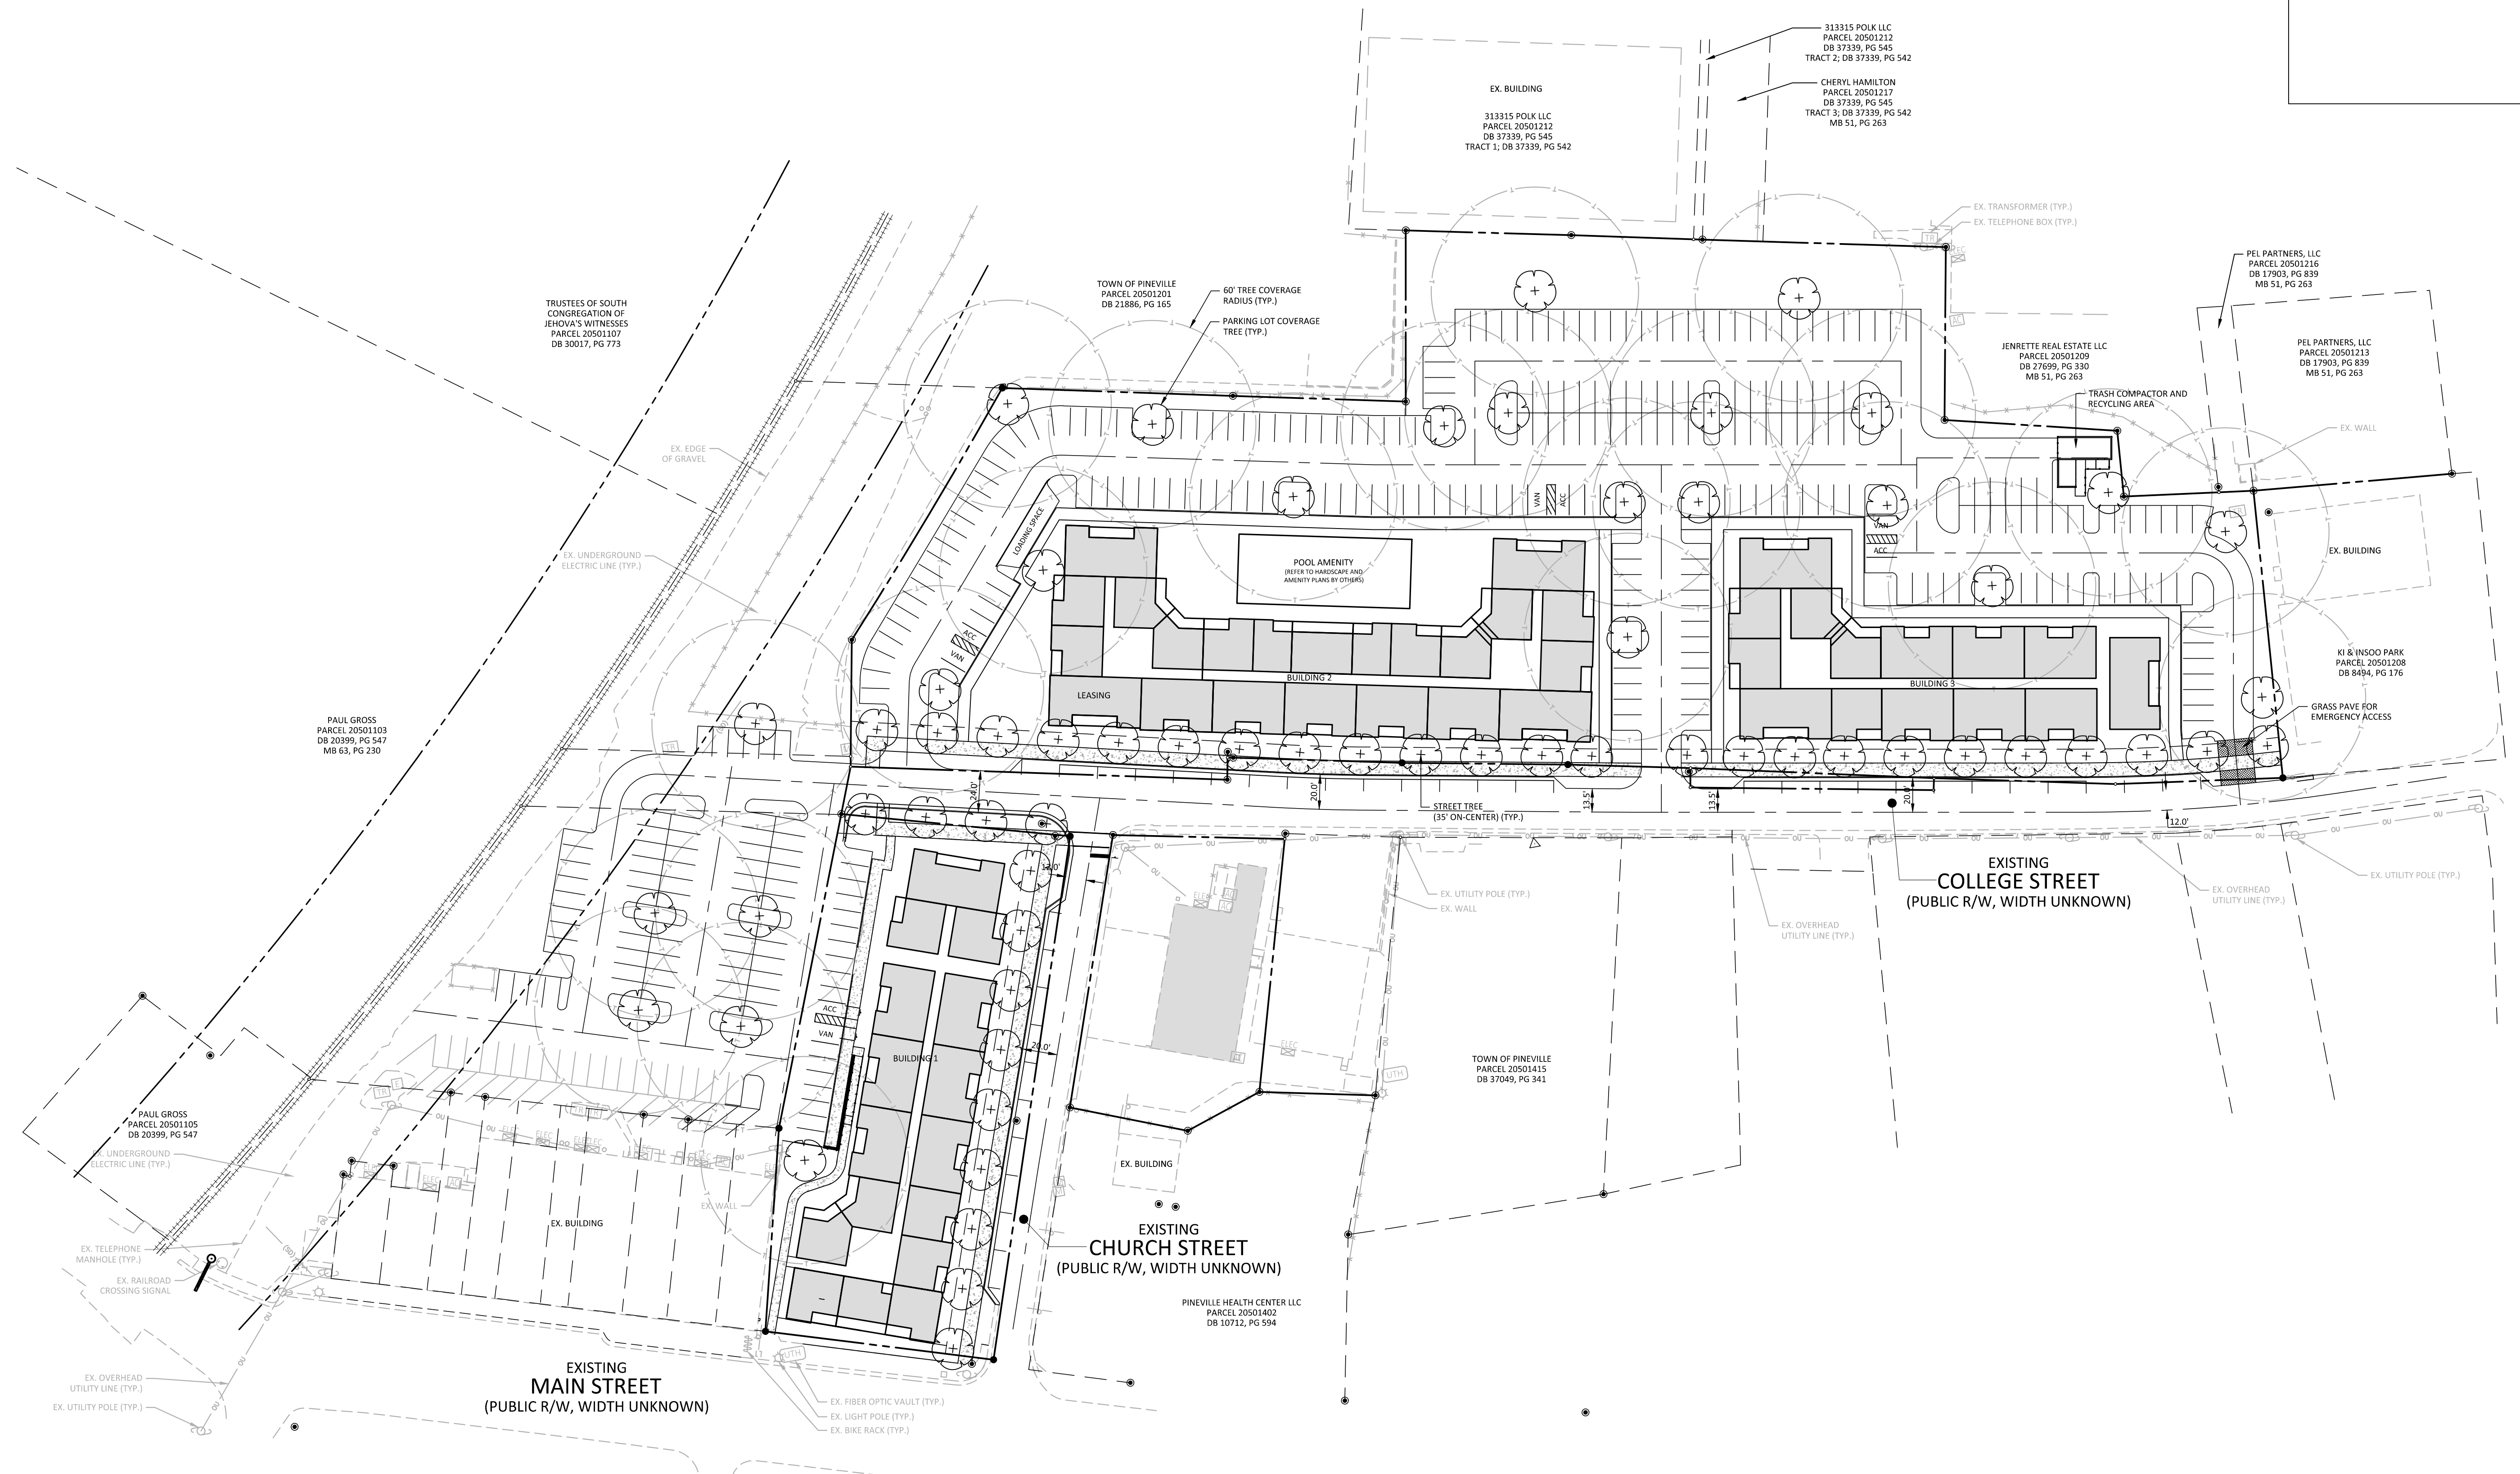 313315 POLK LLC
PARCEL 20501212
DB 37339, PG 545
TRACT 2; DB 37339, PG 542
CHERYL HAMILTON
PARCEL 20501217
DB 37339, PG 545
TRACT 3; DB 37339, PG 542
MB 51, PG 263
EX. BUILDING
313315 POLK LLC
PARCEL 20501212
DB 37339, PG 545
TRACT 1; DB 37339, PG 542
EX. TRANSFORMER (TYP.)
EX. TELEPHONE BOX (TYP.)
TR
ELEC
PEL PARTNERS, LLC
PARCEL 20501216
DB 17903, PG 839
MB 51, PG 263
TOWN OF PINEVILLE
PARCEL 20501201
DB 21886, PG 165
60' TREE COVERAGE
RADIUS (TYP.)
PARKING LOT COVERAGE
TREE (TYP.)
TRUSTEES OF SOUTH
CONGREGATION OF
JEHOVA'S WITNESSES
PARCEL 20501107
DB 30017, PG 773
AC
JENRETTE REAL ESTATE LLC
PARCEL 20501209
DB 27699, PG 330
MB 51, PG 263
PEL PARTNERS, LLC
PARCEL 20501213
DB 17903, PG 839
MB 51, PG 263
TRASH COMPACTOR AND
RECYCLING AREA
EX. WALL
EX. EDGE
OF GRAVEL
LOADING SPACE
VAN
ACC
VAN
ACC
EX. UNDERGROUND
ELECTRIC LINE (TYP.)
POOL AMENITY
(REFER TO HARDSCAPE AND
AMENITY PLANS BY OTHERS)
EX. BUILDING
ACC
VAN
KI & INSOO PARK
PARCEL 20501208
DB 8494, PG 176
BUILDING 2
BUILDING 3
LEASING
GRASS PAVE FOR
EMERGENCY ACCESS
PAUL GROSS
PARCEL 20501103
DB 20399, PG 547
MB 63, PG 230
TR
24.0'
20.0'
13.5'
13.5'
20.0'
12.0'
STREET TREE
(35' ON-CENTER) (TYP.)
EXISTING
COLLEGE STREET
(PUBLIC R/W, WIDTH UNKNOWN)
EX. UTILITY POLE (TYP.)
EX. WALL
EX. OVERHEAD
UTILITY LINE (TYP.)
EX. OVERHEAD
UTILITY LINE (TYP.)
EX. UTILITY POLE (TYP.)
OU
ELEC
AC
ACC
VAN
20.0'
BUILDING 1
ELEC
UTH
TOWN OF PINEVILLE
PARCEL 20501415
DB 37049, PG 341
TR
E
PAUL GROSS
PARCEL 20501105
DB 20399, PG 547
EX. UNDERGROUND
ELECTRIC LINE (TYP.)
ELEC
ELEC
AC
EX. WALL
EX. BUILDING
EX. BUILDING
EX. TELEPHONE
MANHOLE (TYP.)
EX. RAILROAD
CROSSING SIGNAL
EXISTING
CHURCH STREET
(PUBLIC R/W, WIDTH UNKNOWN)
PINEVILLE HEALTH CENTER LLC
PARCEL 20501402
DB 10712, PG 594
EX. OVERHEAD
UTILITY LINE (TYP.)
EX. UTILITY POLE (TYP.)
EXISTING
MAIN STREET
(PUBLIC R/W, WIDTH UNKNOWN)
UTH
EX. FIBER OPTIC VAULT (TYP.)
EX. LIGHT POLE (TYP.)
EX. BIKE RACK (TYP.)